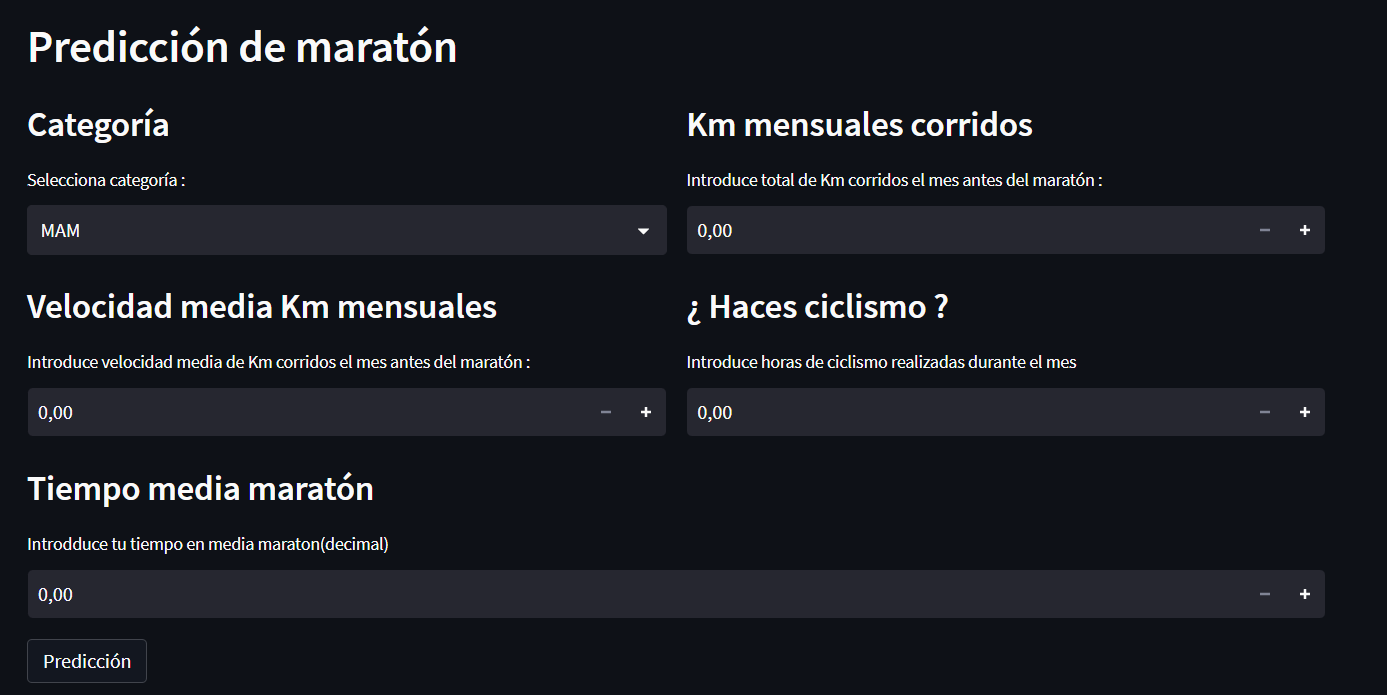 Predicción de maratón
Categoría
Selecciona categoría :
MAM
Km mensuales corridos
Introduce total de Km corridos el mes antes del maratón :
0,00
Velocidad media Km mensuales
Introduce velocidad media de Km corridos el mes antes del maratón :
0,00
¿ Haces ciclismo ?
Introduce horas de ciclismo realizadas durante el mes
0,00
Tiempo media maratón
Introdduce tu tiempo en media maraton(decimal)
0,00
Predicción